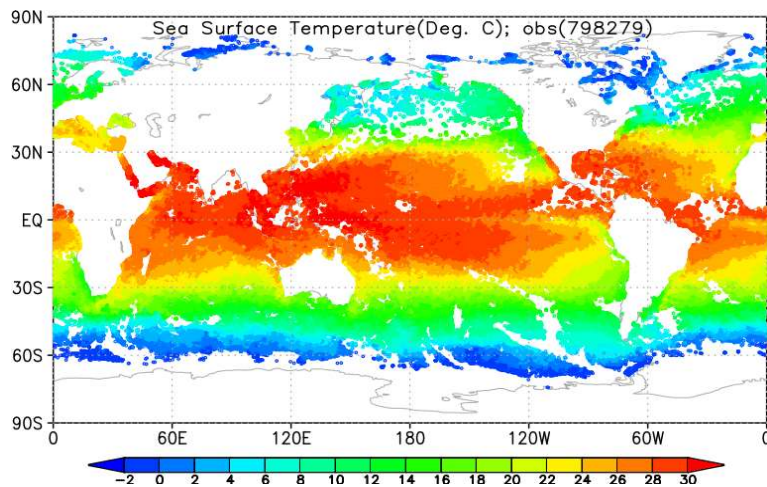 Sea Surface Temperature(Deg. C); obs(798279)
90N
60N
30N
EQ
30S
60S
90S
0 60E 120E 180 120W 60W 0
-2 0 2 4 6 8 10 12 14 16 18 20 22 24 26 28 30